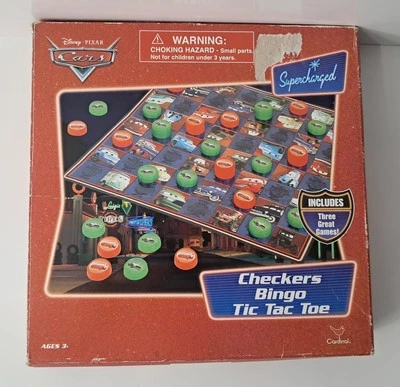 Disney · PIXAR
Cars
WARNING:
CHOKING HAZARD - Small parts.
Not for children under 3 years.
Supercharged
INCLUDES
Three
Great
Games!
Checkers
Bingo
Tic Tac Toe
AGES 3+
Cardinal